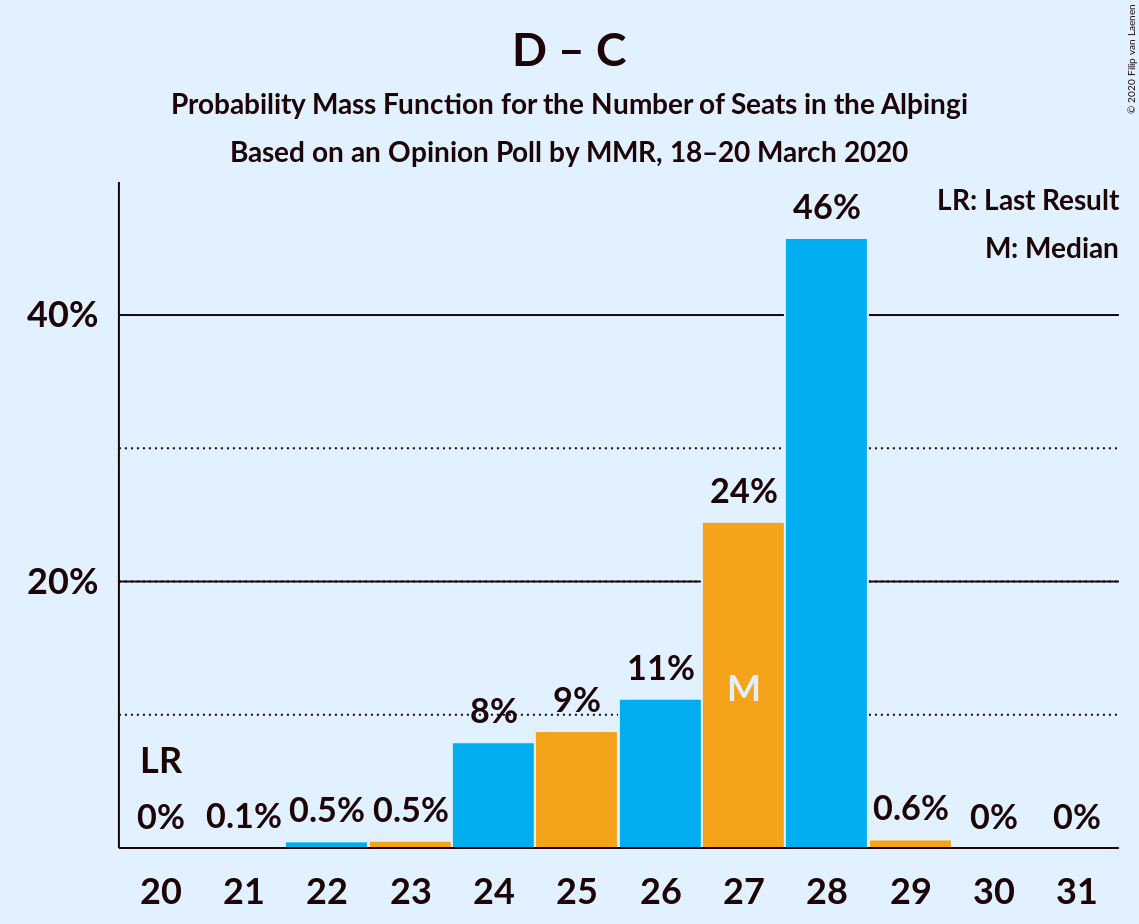 D – C
Probability Mass Function for the Number of Seats in the Alþingi
Based on an Opinion Poll by MMR, 18–20 March 2020
© 2020 Filip van Laenen
LR: Last Result
M: Median
46%
40%
24%
20%
11%
M
9%
8%
LR
0% 0.1% 0.5% 0.5% 0.6% 0% 0%
20 21 22 23 24 25 26 27 28 29 30 31